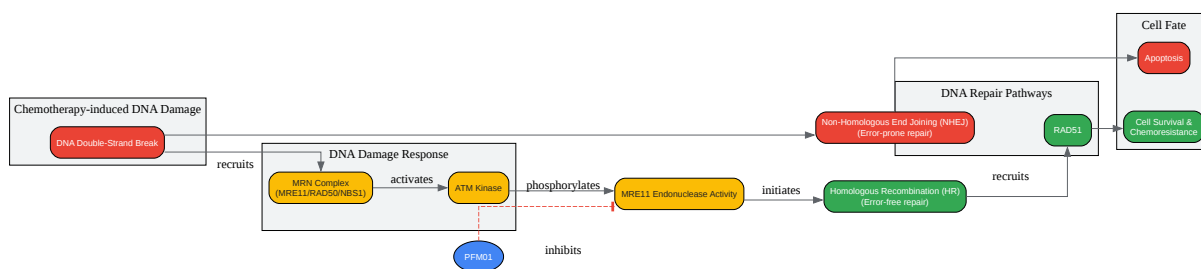 Cell Fate
Apoptosis
Chemotherapy-induced DNA Damage
DNA Repair Pathways
DNA Double-Strand Break
Non-Homologous End Joining (NHEJ)
(Error-prone repair)
RAD51
Cell Survival &
Chemoresistance
recruits
DNA Damage Response
MRN Complex
(MRE11/RAD50/NBS1)
activates
ATM Kinase
phosphorylates
MRE11 Endonuclease Activity
initiates
Homologous Recombination (HR)
(Error-free repair)
recruits
PFM01
inhibits